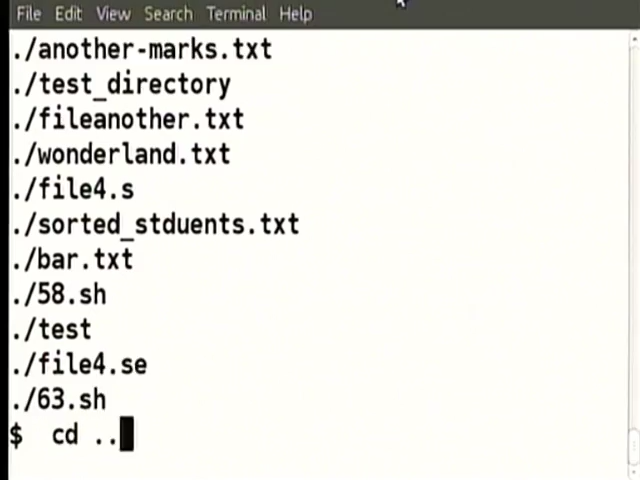 File Edit View Search Terminal Help
./another-marks.txt
./test_directory
./fileanother.txt
./wonderland.txt
./file4.s
./sorted_stduents.txt
./bar.txt
./58.sh
./test
./file4.se
./63.sh
$  cd ..